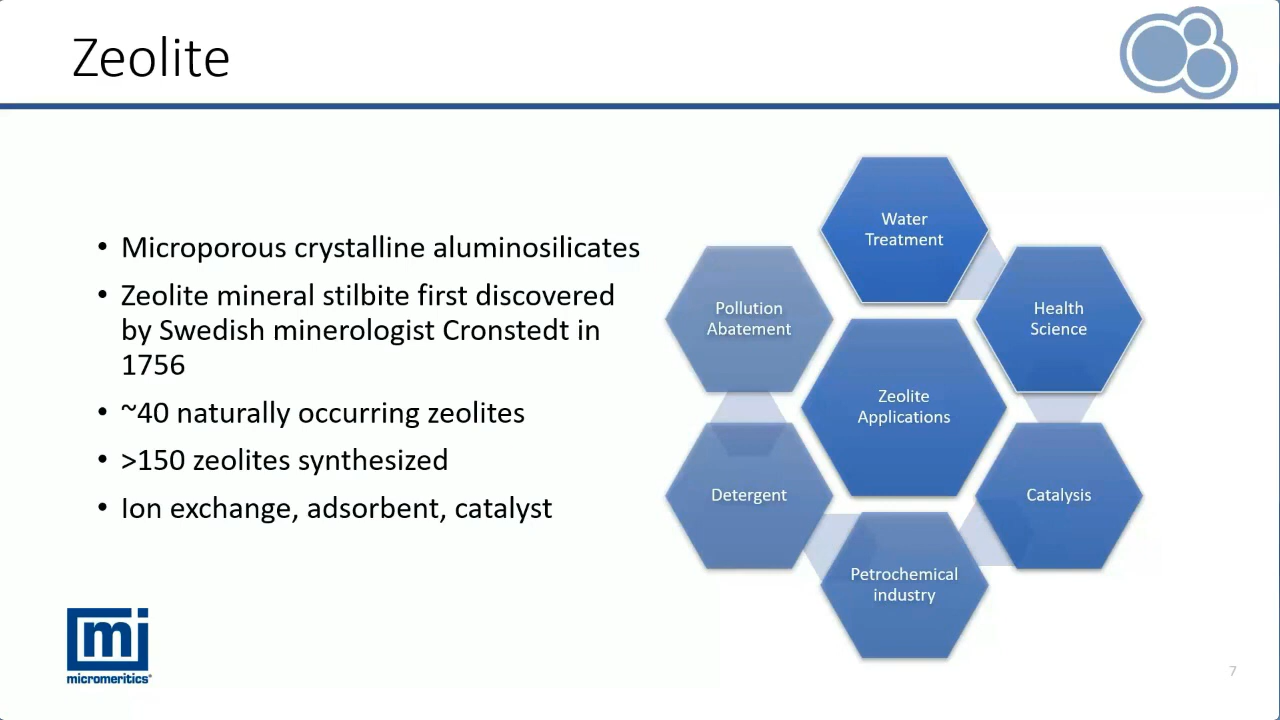 Zeolite
• Microporous crystalline aluminosilicates
• Zeolite mineral stilbite first discovered
by Swedish minerologist Cronstedt in
1756
• ~40 naturally occurring zeolites
• >150 zeolites synthesized
• Ion exchange, adsorbent, catalyst
Water
Treatment
Health
Science
Catalysis
Petrochemical
industry
Detergent
Pollution
Abatement
Zeolite
Applications
mi
micromeritics®
7